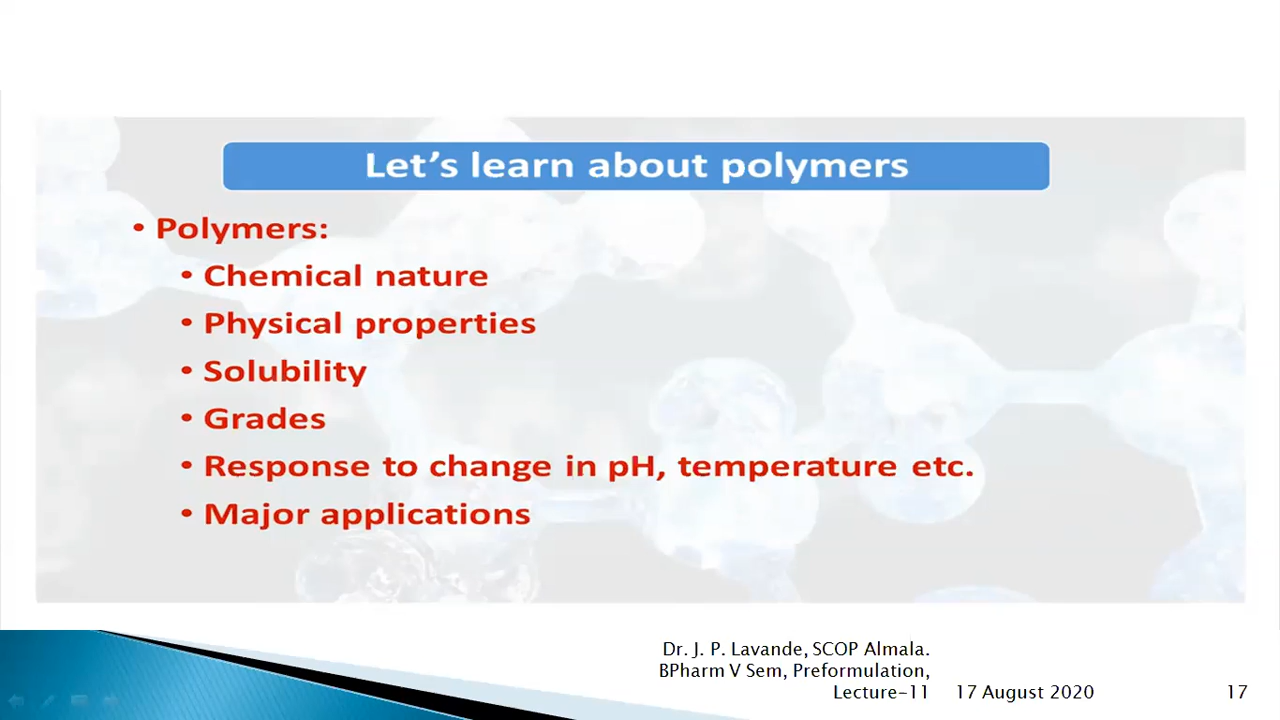 Let's learn about polymers
• Polymers:
• Chemical nature
• Physical properties
• Solubility
• Grades
• Response to change in pH, temperature etc.
• Major applications
Dr. J. P. Lavande, SCOP Almala.
BPharm V Sem, Preformulation,
Lecture-11 17 August 2020 17